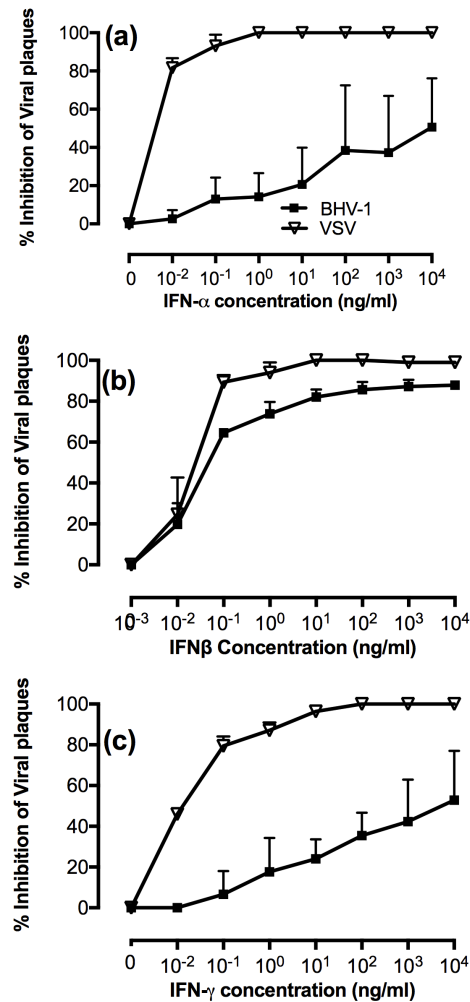 (a)
% Inhibition of Viral plaques
100
80
60
40
20
0
BHV-1
VSV
0 10⁻² 10⁻¹ 10⁰ 10¹ 10² 10³ 10⁴
IFN-α concentration (ng/ml)
(b)
% Inhibition of Viral plaques
100
80
60
40
20
0
10⁻³ 10⁻² 10⁻¹ 10⁰ 10¹ 10² 10³ 10⁴
IFNβ Concentration (ng/ml)
(c)
% Inhibition of Viral plaques
100
80
60
40
20
0
0 10⁻² 10⁻¹ 10⁰ 10¹ 10² 10³ 10⁴
IFN-γ concentration (ng/ml)